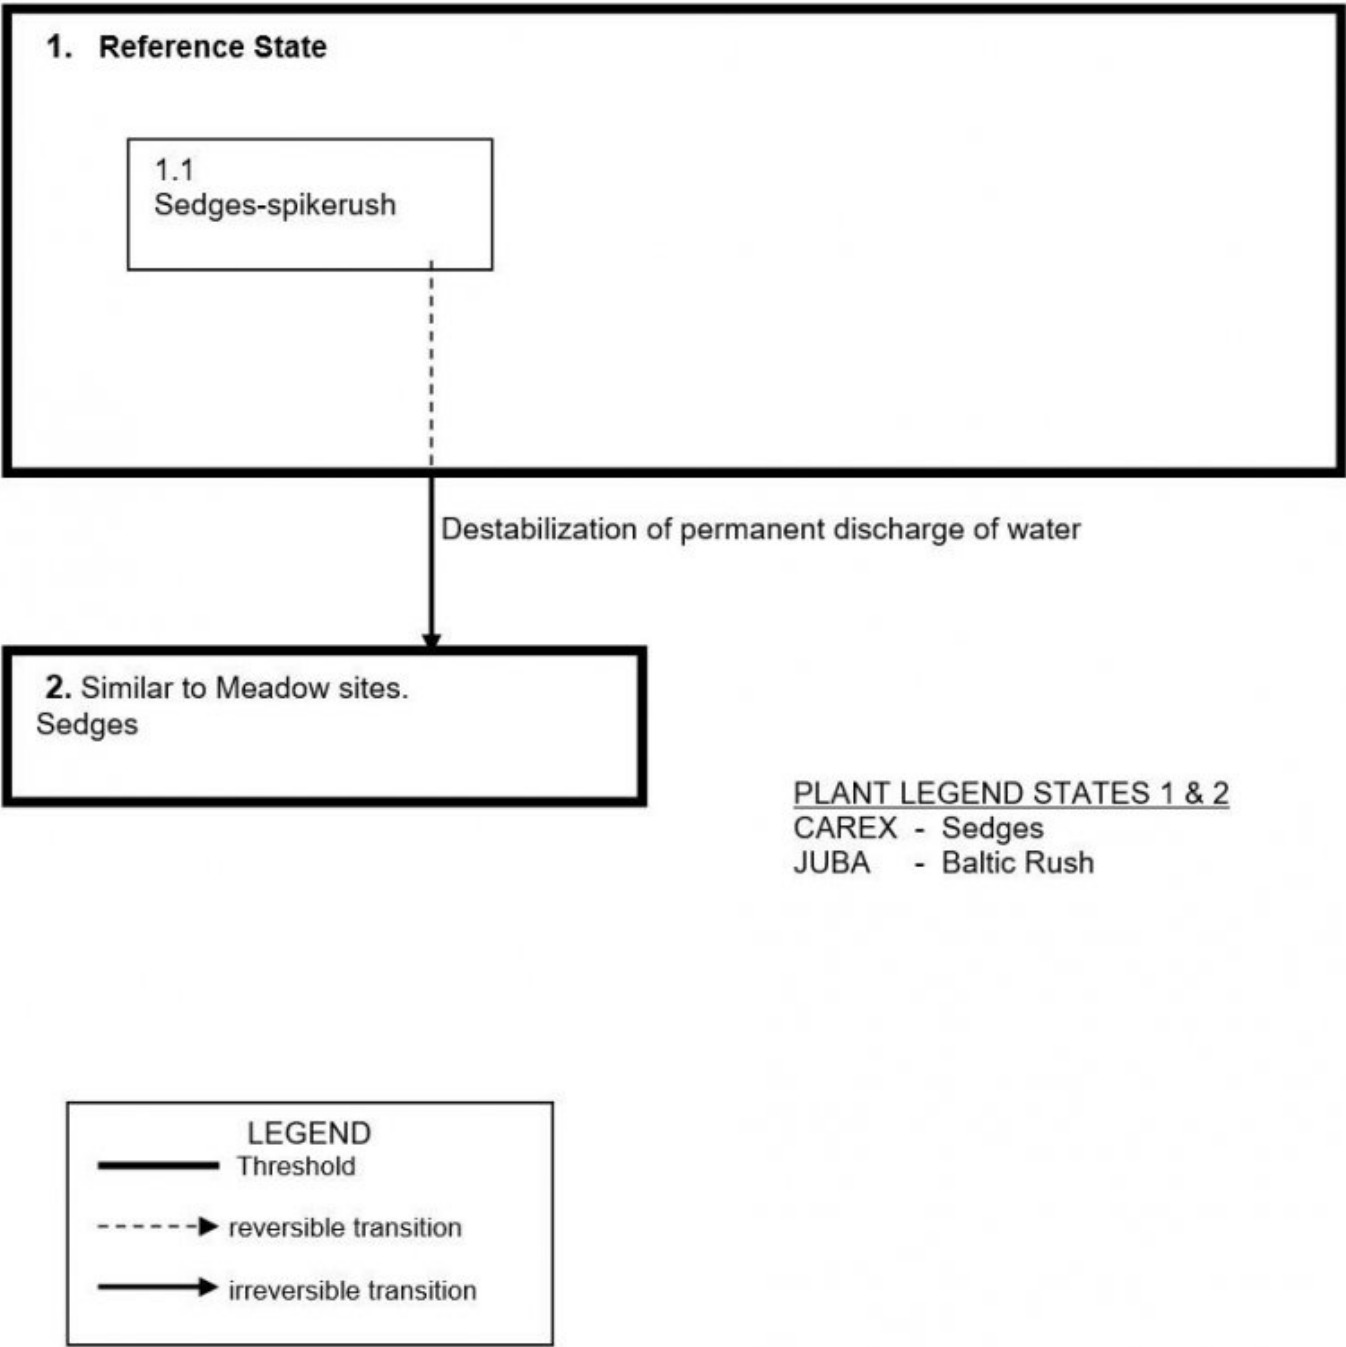 1. Reference State
1.1
Sedges-spikerush
Destabilization of permanent discharge of water
2. Similar to Meadow sites.
Sedges
PLANT LEGEND STATES 1 & 2
CAREX - Sedges
JUBA - Baltic Rush
LEGEND
Threshold
reversible transition
irreversible transition